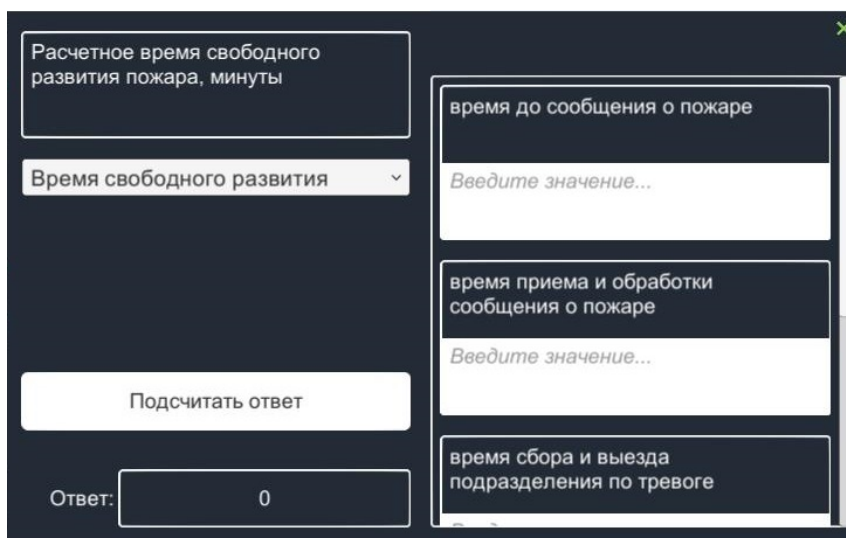 Расчетное время свободного
развития пожара, минуты
Время свободного развития
Подсчитать ответ
Ответ:
0
время до сообщения о пожаре
Введите значение...
время приема и обработки
сообщения о пожаре
Введите значение...
время сбора и выезда
подразделения по тревоге